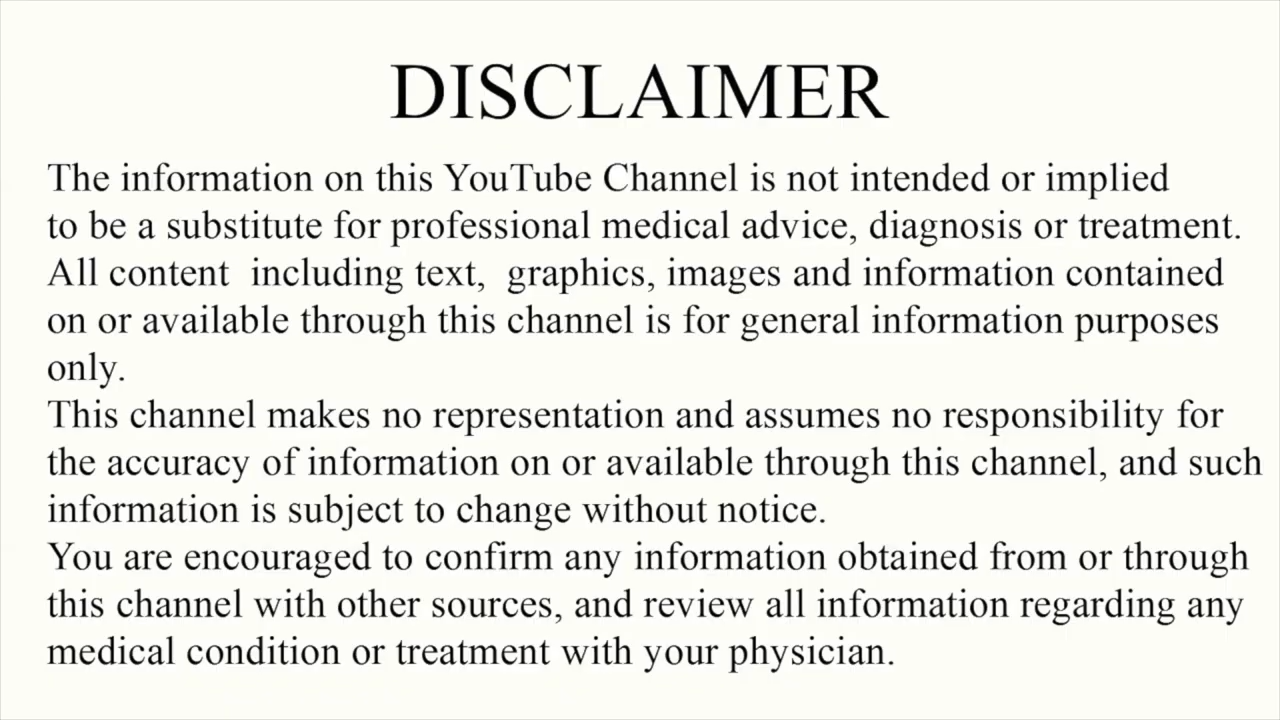 DISCLAIMER
The information on this YouTube Channel is not intended or implied
to be a substitute for professional medical advice, diagnosis or treatment.
All content  including text,  graphics, images and information contained
on or available through this channel is for general information purposes
only.
This channel makes no representation and assumes no responsibility for
the accuracy of information on or available through this channel, and such
information is subject to change without notice.
You are encouraged to confirm any information obtained from or through
this channel with other sources, and review all information regarding any
medical condition or treatment with your physician.